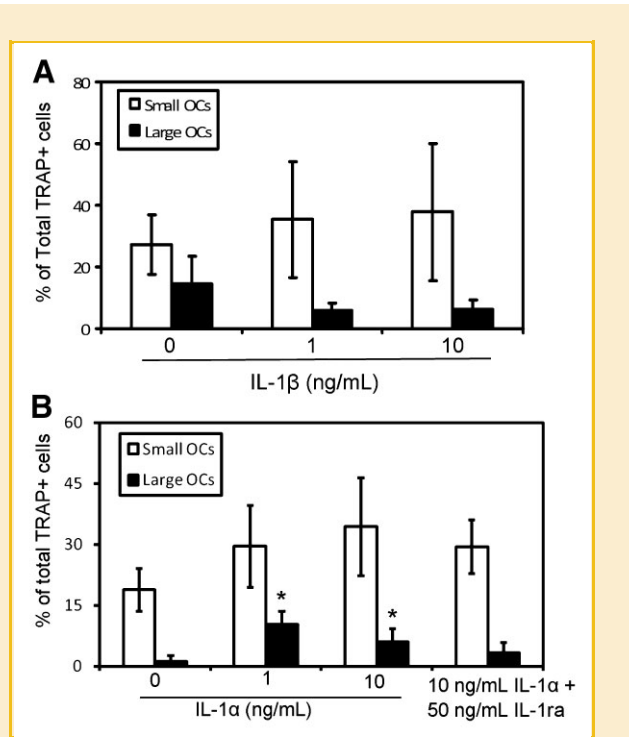 A
80
60
40
20
0
% of Total TRAP+ cells
Small OCs
Large OCs
0 1 10
IL-1β (ng/mL)
B
60
45
30
15
0
% of total TRAP+ cells
Small OCs
Large OCs
* *
0 1 10 10 ng/mL IL-1α +
IL-1α (ng/mL) 50 ng/mL IL-1ra